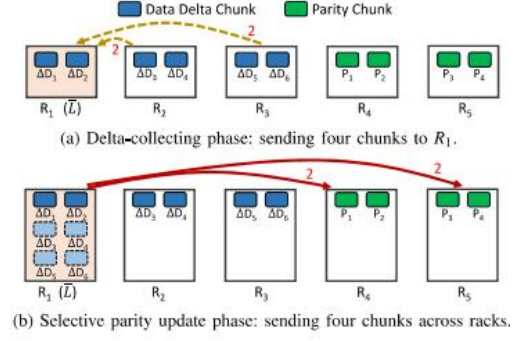 Data Delta Chunk Parity Chunk
2 2
ΔD₁ ΔD₂ ΔD₃ ΔD₄ ΔD₅ ΔD₆ P₁ P₂ P₃ P₄
R₁ (L̅) R₂ R₃ R₄ R₅
(a) Delta-collecting phase: sending four chunks to R₁.
2 2
ΔD₁ ΔD₂ ΔD₃ ΔD₄ ΔD₅ ΔD₆ P₁ P₂ P₃ P₄
ΔD₃ ΔD₄
ΔD₅ ΔD₆
R₁ (L̅) R₂ R₃ R₄ R₅
(b) Selective parity update phase: sending four chunks across racks.